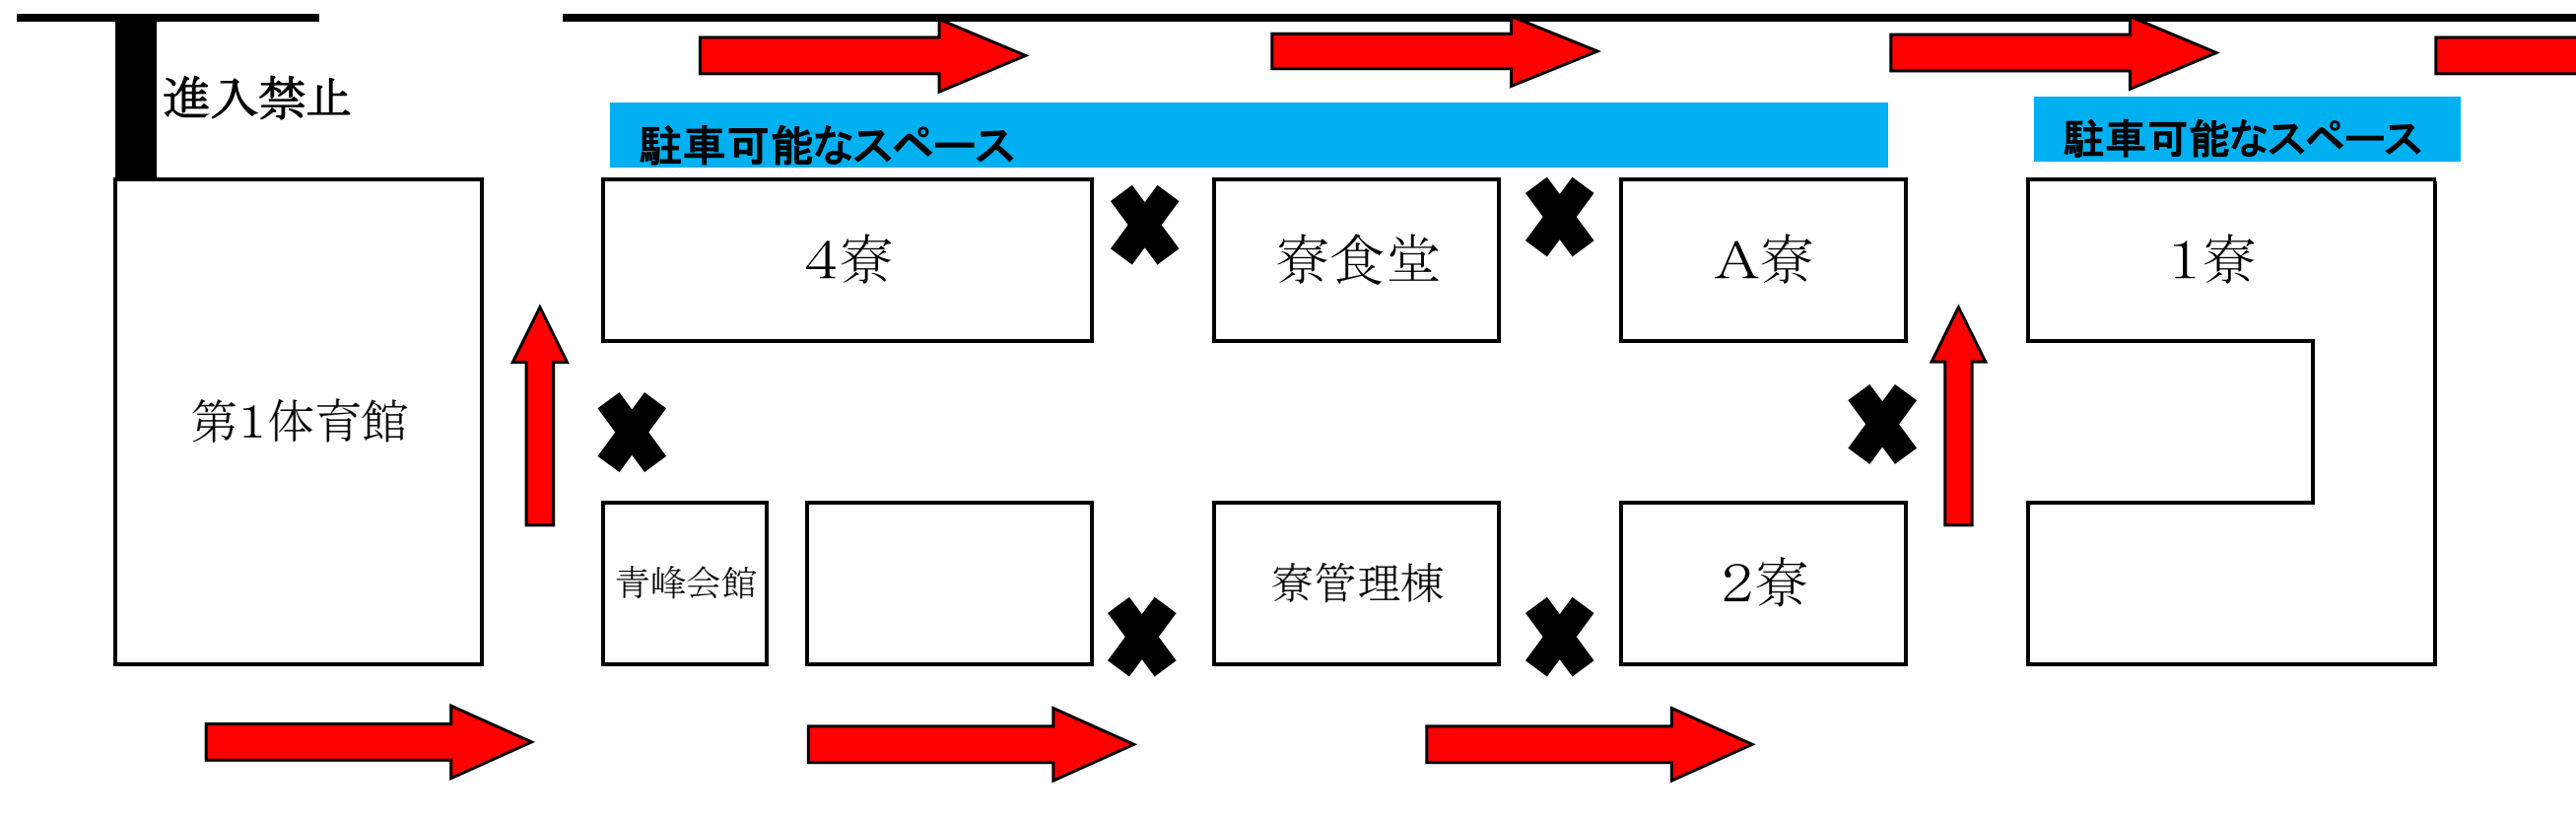 進入禁止
駐車可能なスペース
駐車可能なスペース
4寮
寮食堂
A寮
1寮
第1体育館
青峰会館
寮管理棟
2寮